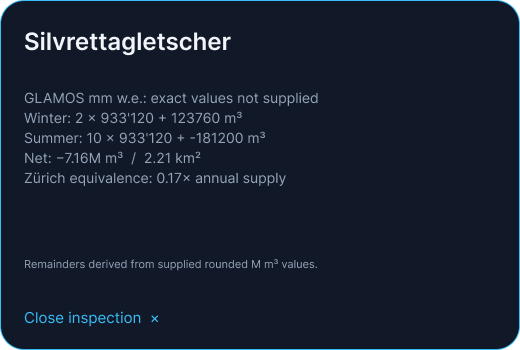 Silvrettagletscher
GLAMOS mm w.e.: exact values not supplied
Winter: 2 × 933'120 + 123760 m³
Summer: 10 × 933'120 + -181200 m³
Net: −7.16M m³ / 2.21 km²
Zürich equivalence: 0.17× annual supply
Remainders derived from supplied rounded M m³ values.
Close inspection ×